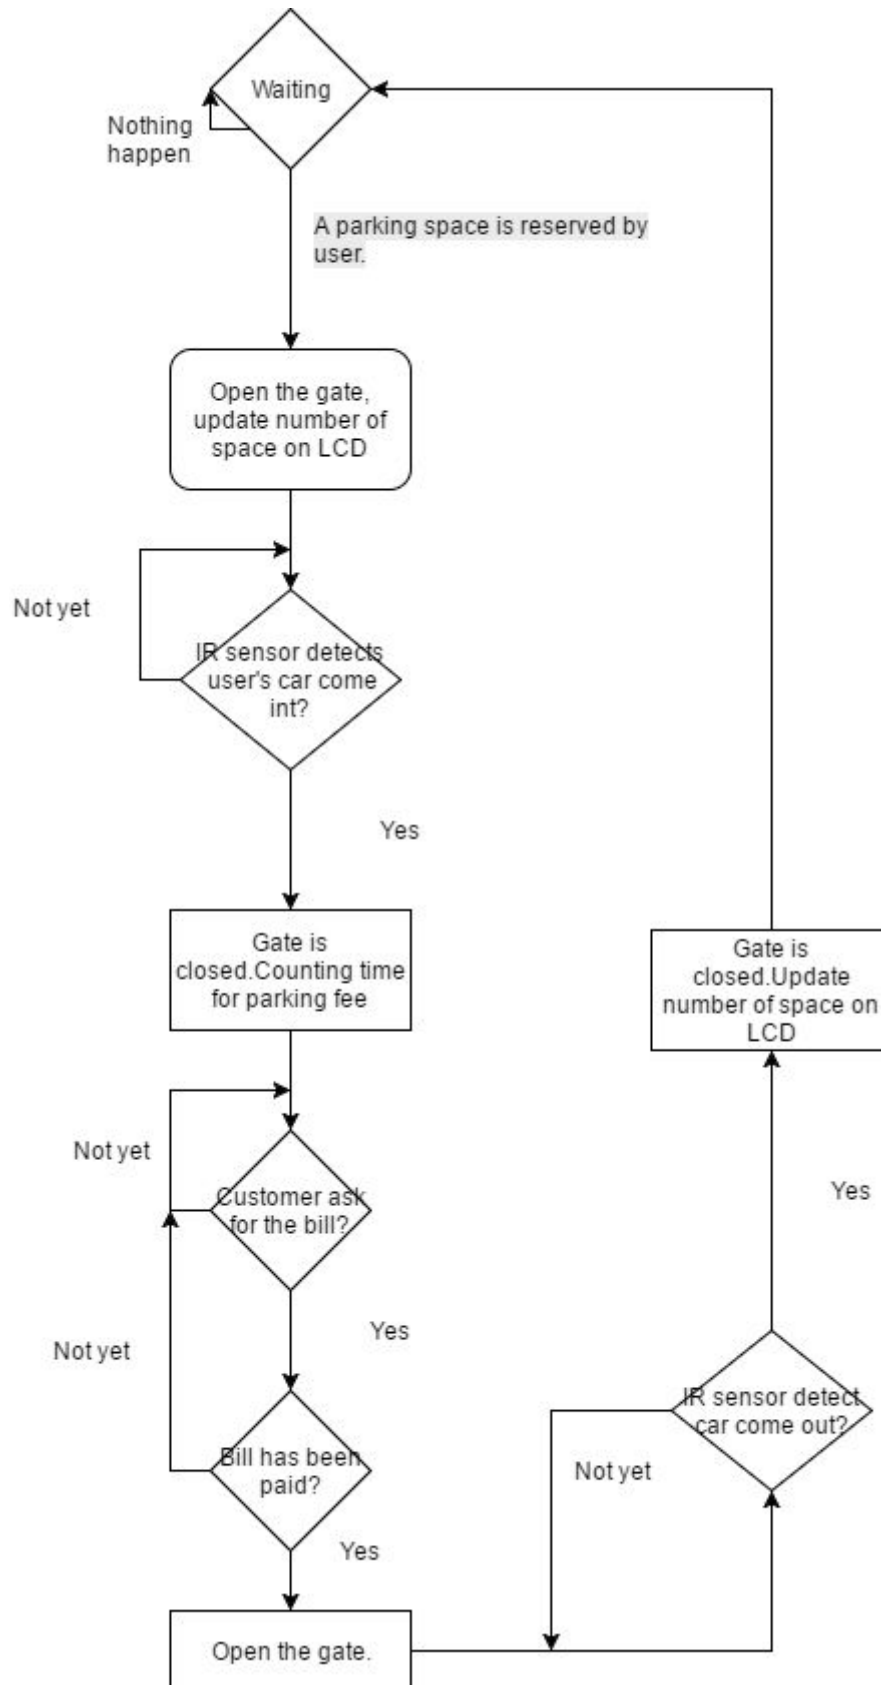 Waiting
Nothing
happen
A parking space is reserved by
user.
Open the gate,
update number of
space on LCD
Not yet
IR sensor detects
user's car come
int?
Yes
Gate is
closed.Counting time
for parking fee
Gate is
closed.Update
number of space on
LCD
Not yet
Customer ask
for the bill?
Yes
Yes
Not yet
IR sensor detect
car come out?
Bill has been
paid?
Not yet
Yes
Open the gate.